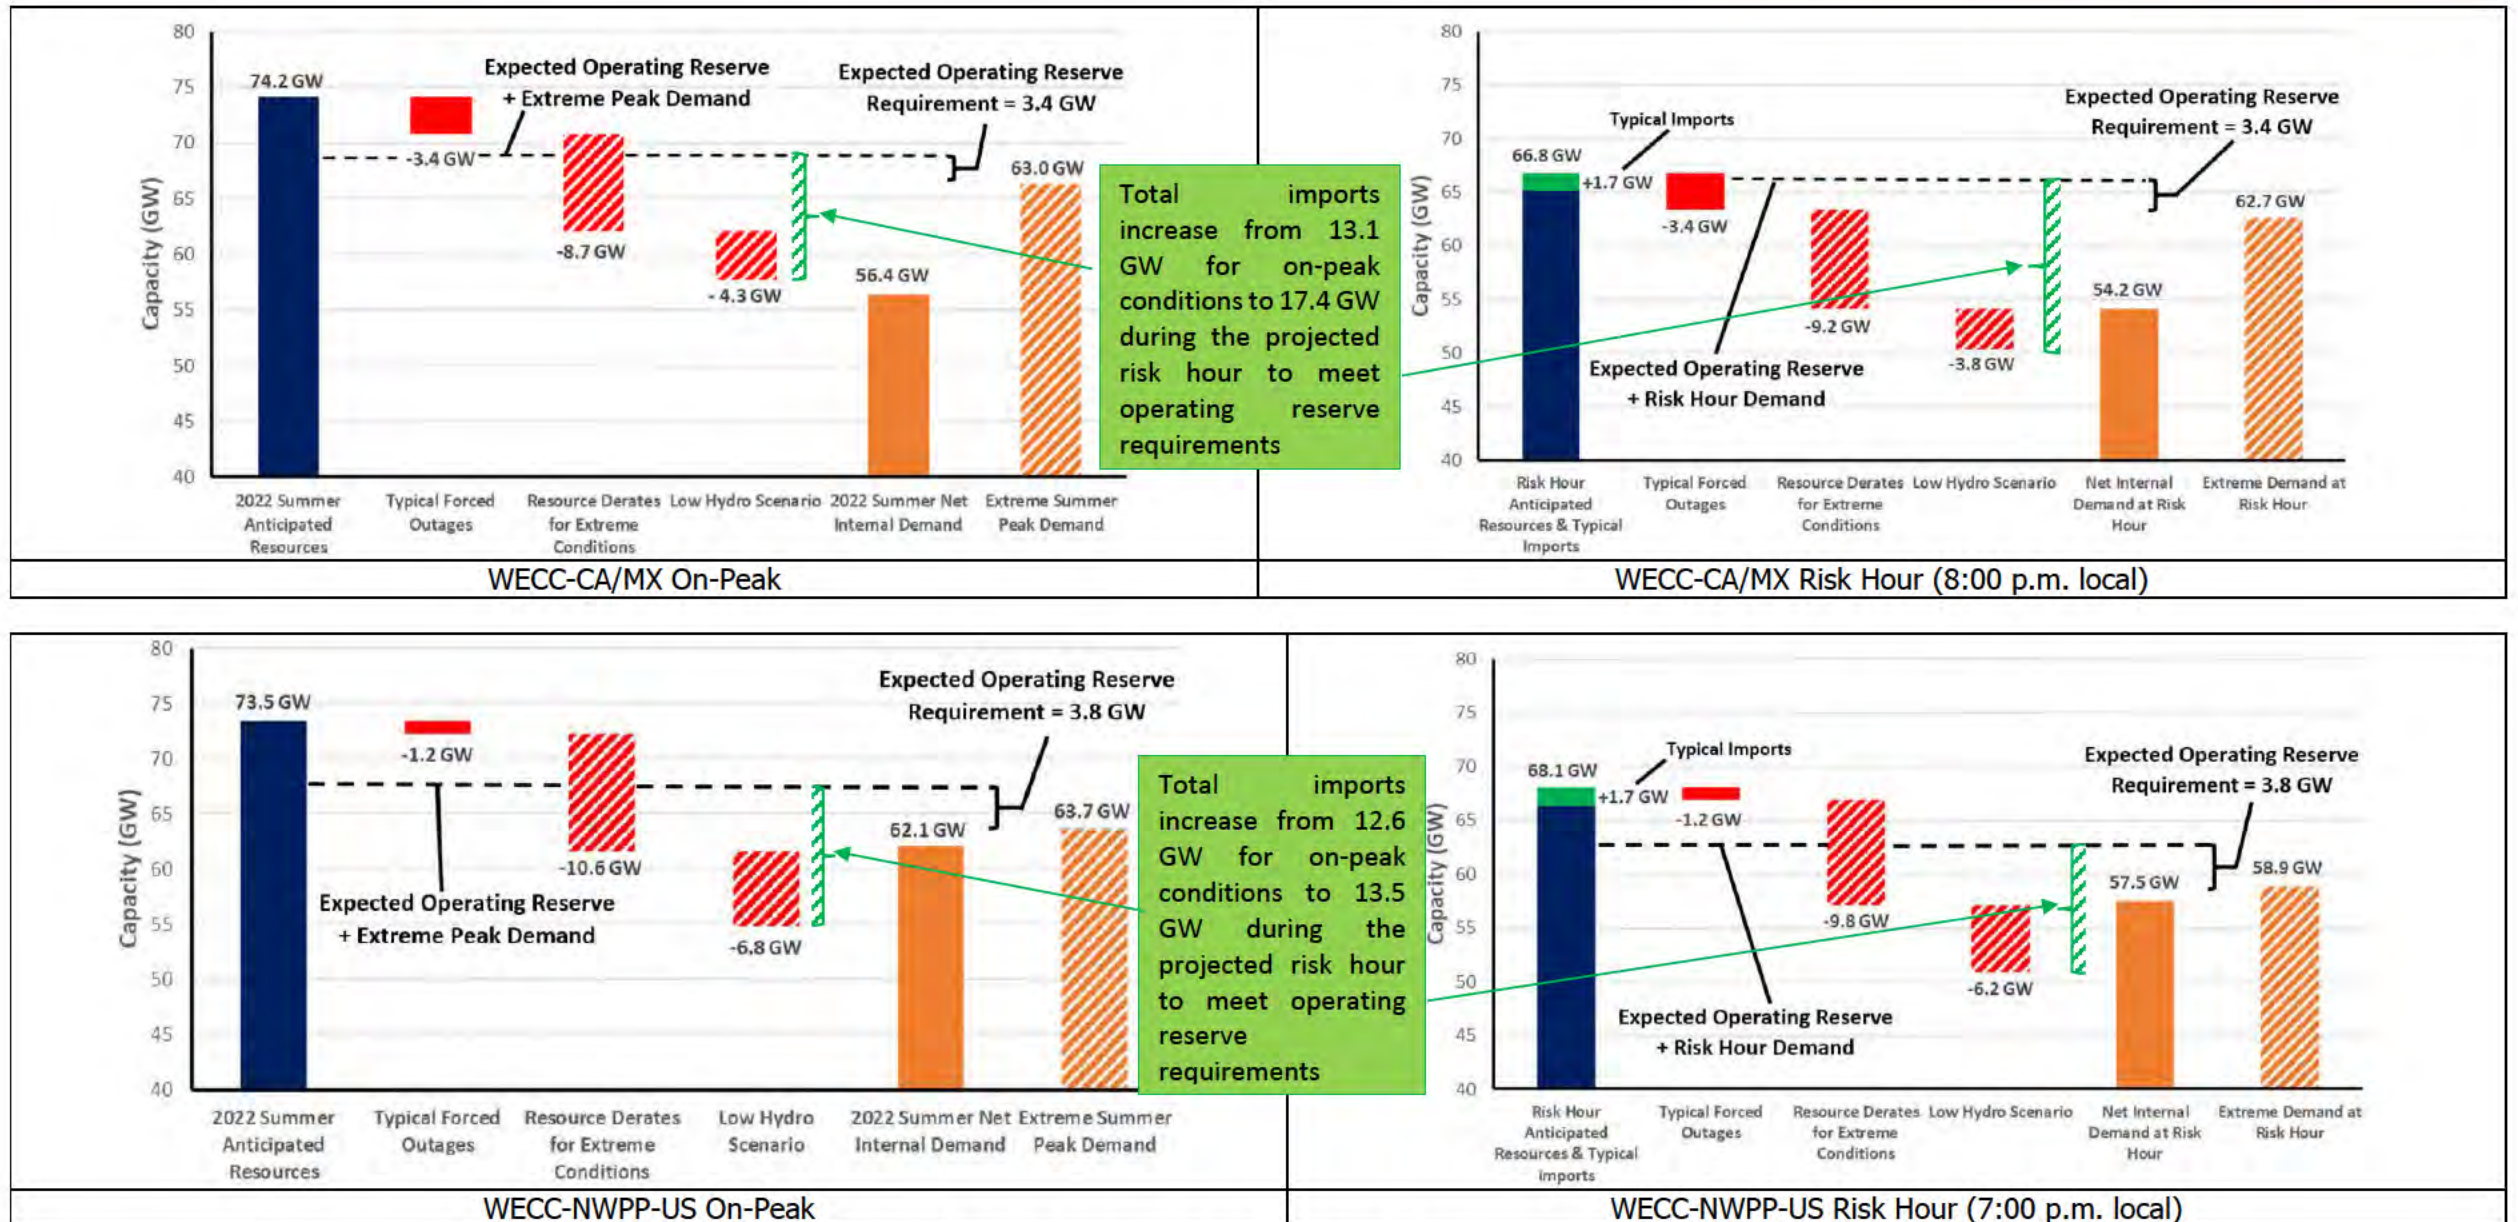 80
75
70
65
60
55
50
45
40
Capacity (GW)
74.2 GW
Expected Operating Reserve
+ Extreme Peak Demand
Expected Operating Reserve
Requirement = 3.4 GW
-3.4 GW
-8.7 GW
- 4.3 GW
56.4 GW
63.0 GW
2022 Summer
Anticipated
Resources
Typical Forced
Outages
Resource Derates
for Extreme
Conditions
Low Hydro Scenario
2022 Summer Net
Internal Demand
Extreme Summer
Peak Demand
WECC-CA/MX On-Peak
Total imports
increase from 13.1
GW for on-peak
conditions to 17.4 GW
during the projected
risk hour to meet
operating reserve
requirements
80
75
70
65
60
55
50
45
40
Capacity (GW)
Typical Imports
66.8 GW
+1.7 GW
-3.4 GW
-9.2 GW
-3.8 GW
54.2 GW
62.7 GW
Expected Operating Reserve
Requirement = 3.4 GW
Expected Operating Reserve
+ Risk Hour Demand
Risk Hour
Anticipated
Resources & Typical
Imports
Typical Forced
Outages
Resource Derates
for Extreme
Conditions
Low Hydro Scenario
Net Internal
Demand at Risk
Hour
Extreme Demand at
Risk Hour
WECC-CA/MX Risk Hour (8:00 p.m. local)
80
75
70
65
60
55
50
45
40
Capacity (GW)
73.5 GW
-1.2 GW
-10.6 GW
-6.8 GW
62.1 GW
63.7 GW
Expected Operating Reserve
Requirement = 3.8 GW
Expected Operating Reserve
+ Extreme Peak Demand
2022 Summer
Anticipated
Resources
Typical Forced
Outages
Resource Derates
for Extreme
Conditions
Low Hydro
Scenario
2022 Summer Net
Internal Demand
Extreme Summer
Peak Demand
WECC-NWPP-US On-Peak
Total imports
increase from 12.6
GW for on-peak
conditions to 13.5
GW during the
projected risk hour
to meet operating
reserve
requirements
80
75
70
65
60
55
50
45
40
Capacity (GW)
Typical Imports
68.1 GW
+1.7 GW
-1.2 GW
-9.8 GW
-6.2 GW
57.5 GW
58.9 GW
Expected Operating Reserve
Requirement = 3.8 GW
Expected Operating Reserve
+ Risk Hour Demand
Risk Hour
Anticipated
Resources & Typical
Imports
Typical Forced
Outages
Resource Derates
for Extreme
Conditions
Low Hydro Scenario
Net Internal
Demand at Risk
Hour
Extreme Demand at
Risk Hour
WECC-NWPP-US Risk Hour (7:00 p.m. local)